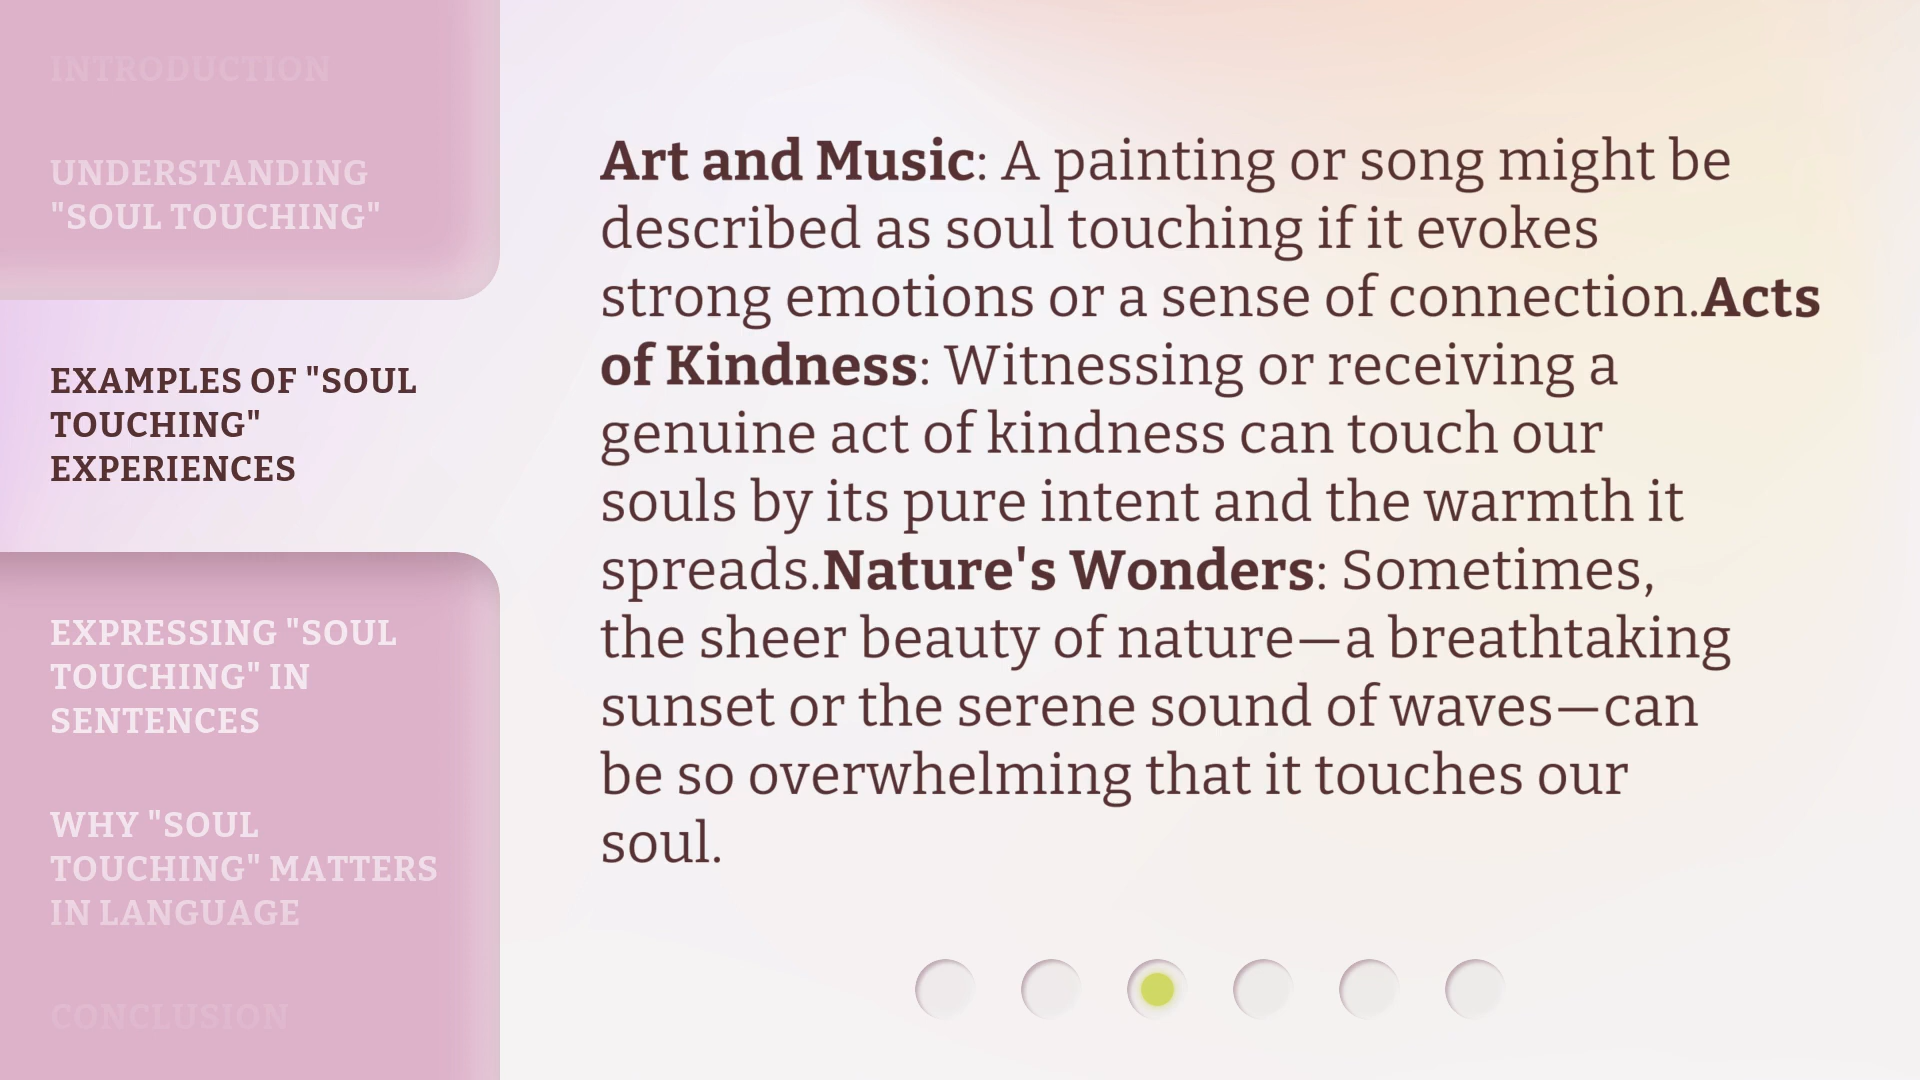 INTRODUCTION
UNDERSTANDING
"SOUL TOUCHING"
EXAMPLES OF "SOUL
TOUCHING"
EXPERIENCES
EXPRESSING "SOUL
TOUCHING" IN
SENTENCES
WHY "SOUL
TOUCHING" MATTERS
IN LANGUAGE
CONCLUSION
Art and Music: A painting or song might be
described as soul touching if it evokes
strong emotions or a sense of connection.Acts
of Kindness: Witnessing or receiving a
genuine act of kindness can touch our
souls by its pure intent and the warmth it
spreads.Nature's Wonders: Sometimes,
the sheer beauty of nature—a breathtaking
sunset or the serene sound of waves—can
be so overwhelming that it touches our
soul.